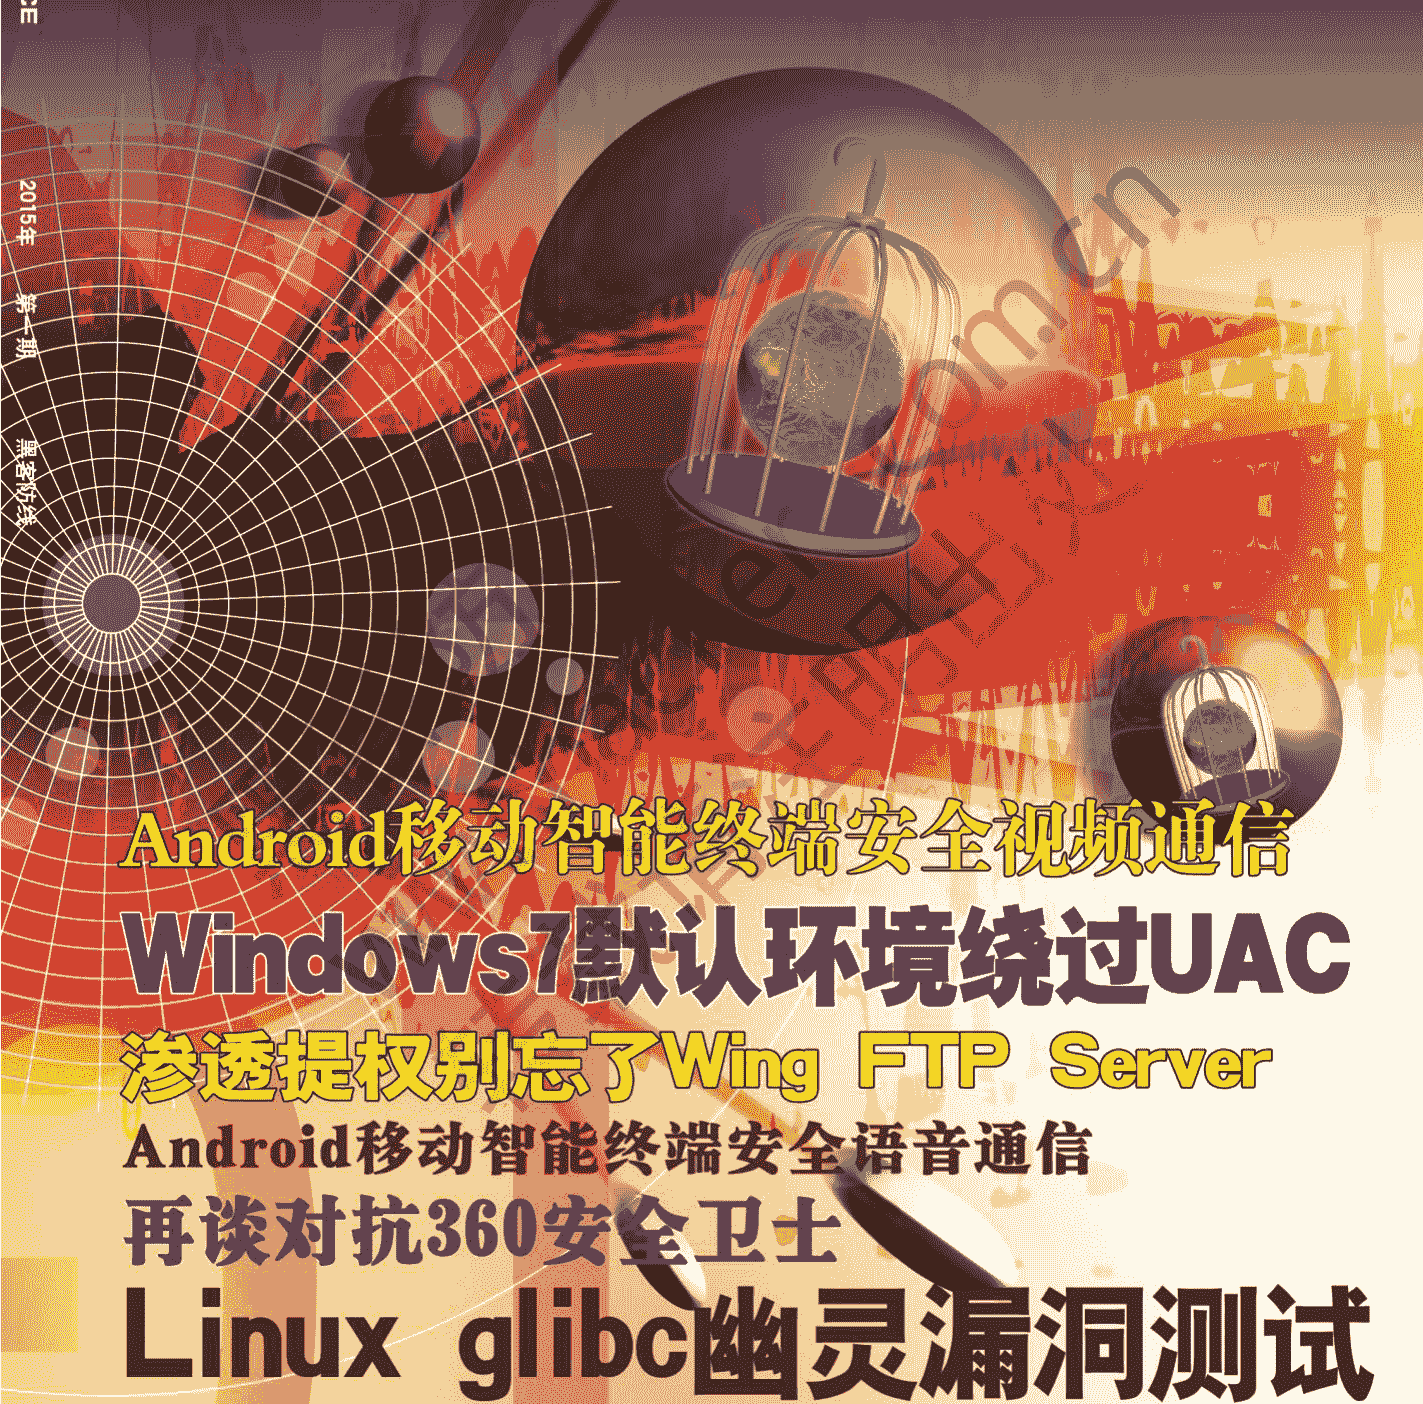 CE
2015年 第一期 黑客防线
Android移动智能终端安全视频通信
Windows7默认环境绕过UAC
渗透提权别忘了Wing FTP Server
Android移动智能终端安全语音通信
再谈对抗360安全卫士
Linux glibc幽灵漏洞测试